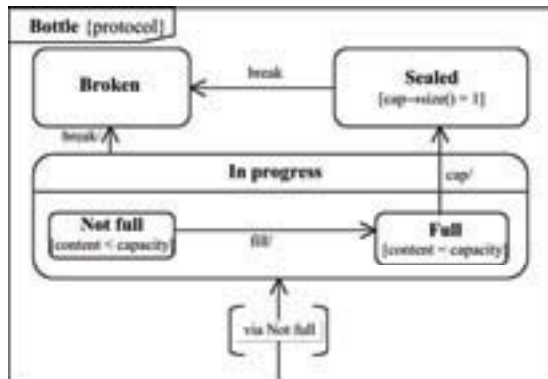 Bottle {protocol}
Broken
break
Sealed
[cap→size() = 1]
break/
In progress
cap/
Not full
[content < capacity]
fill/
Full
[content = capacity]
via Not full